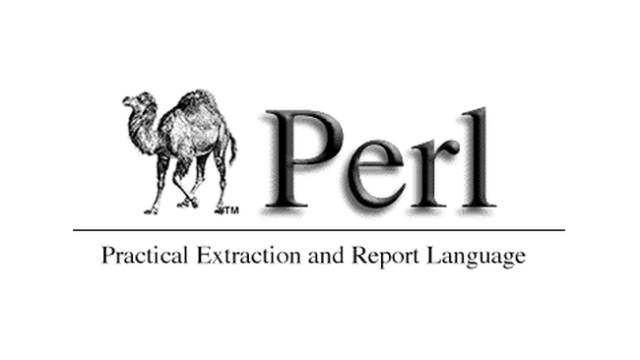 Perl
TM
Practical Extraction and Report Language